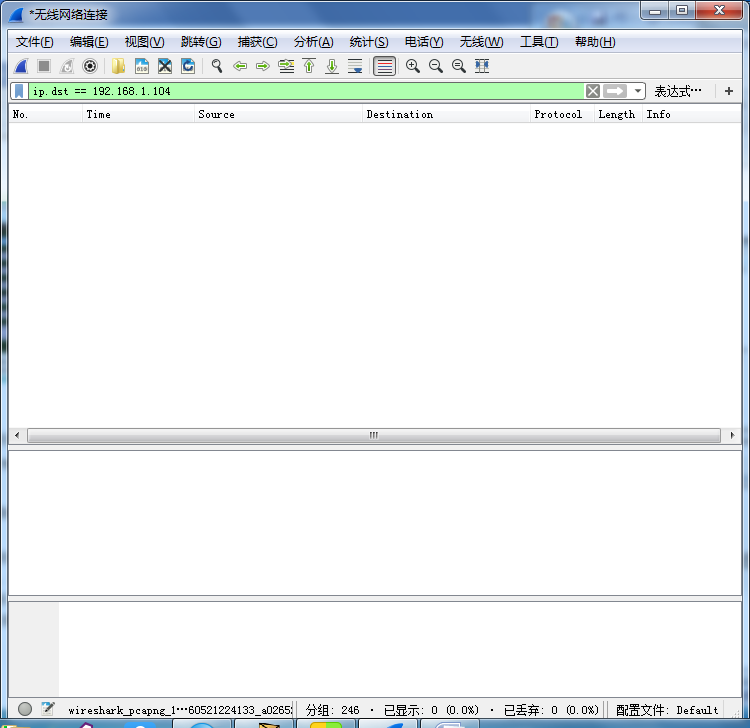 *无线网络连接
文件(F) 编辑(E) 视图(V) 跳转(G) 捕获(C) 分析(A) 统计(S) 电话(Y) 无线(W) 工具(T) 帮助(H)
ip.dst == 192.168.1.104 表达式…
No. Time Source Destination Protocol Length Info
wireshark_pcapng_1…60521224133_a0265 分组: 246 · 已显示: 0 (0.0%) · 已丢弃: 0 (0.0%) 配置文件: Default